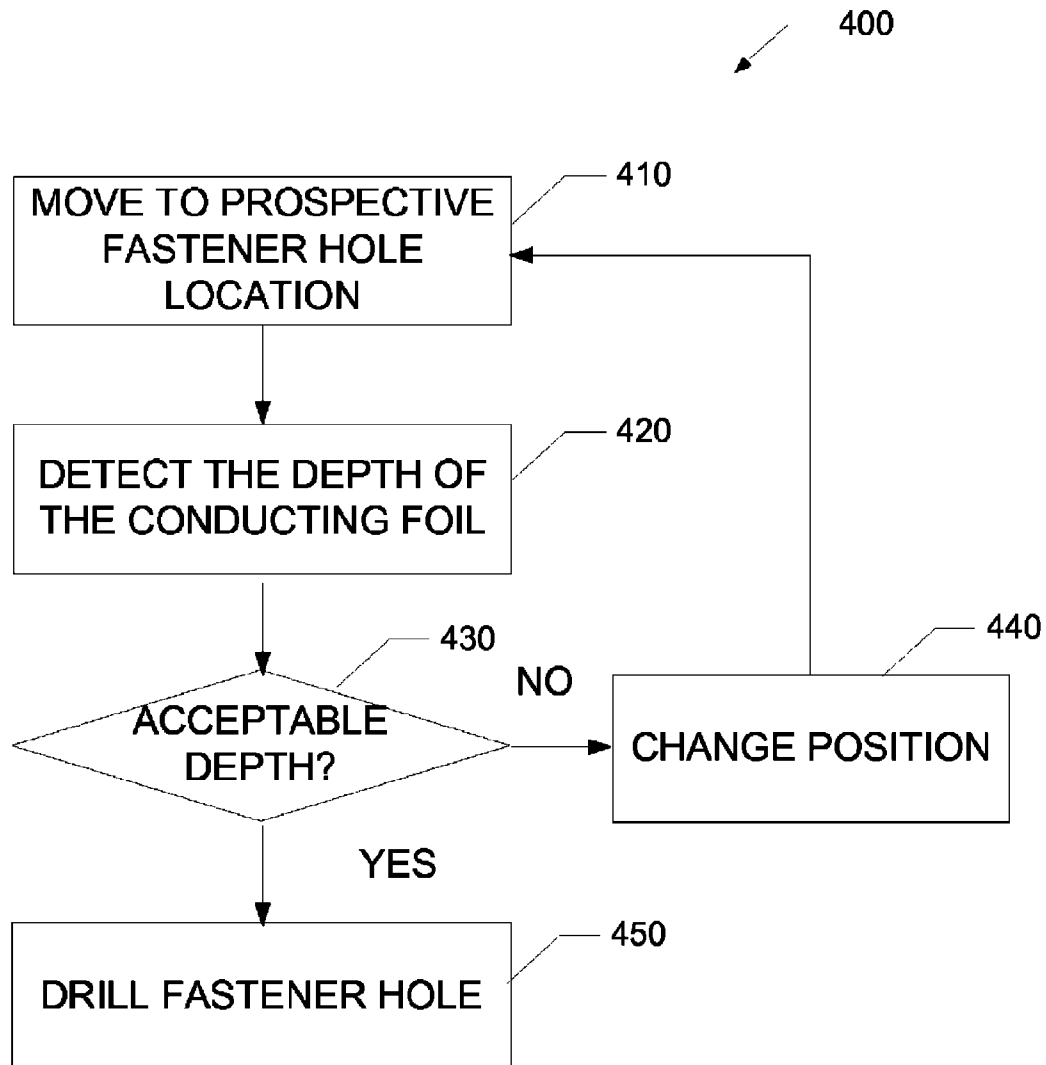 400
410
MOVE TO PROSPECTIVE
FASTENER HOLE
LOCATION
420
DETECT THE DEPTH OF
THE CONDUCTING FOIL
430
ACCEPTABLE
DEPTH?
NO
440
CHANGE POSITION
YES
450
DRILL FASTENER HOLE